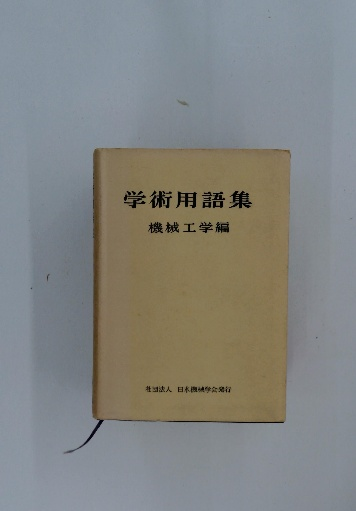 学術用語集
機械工学編
社団法人 日本機械学会発行